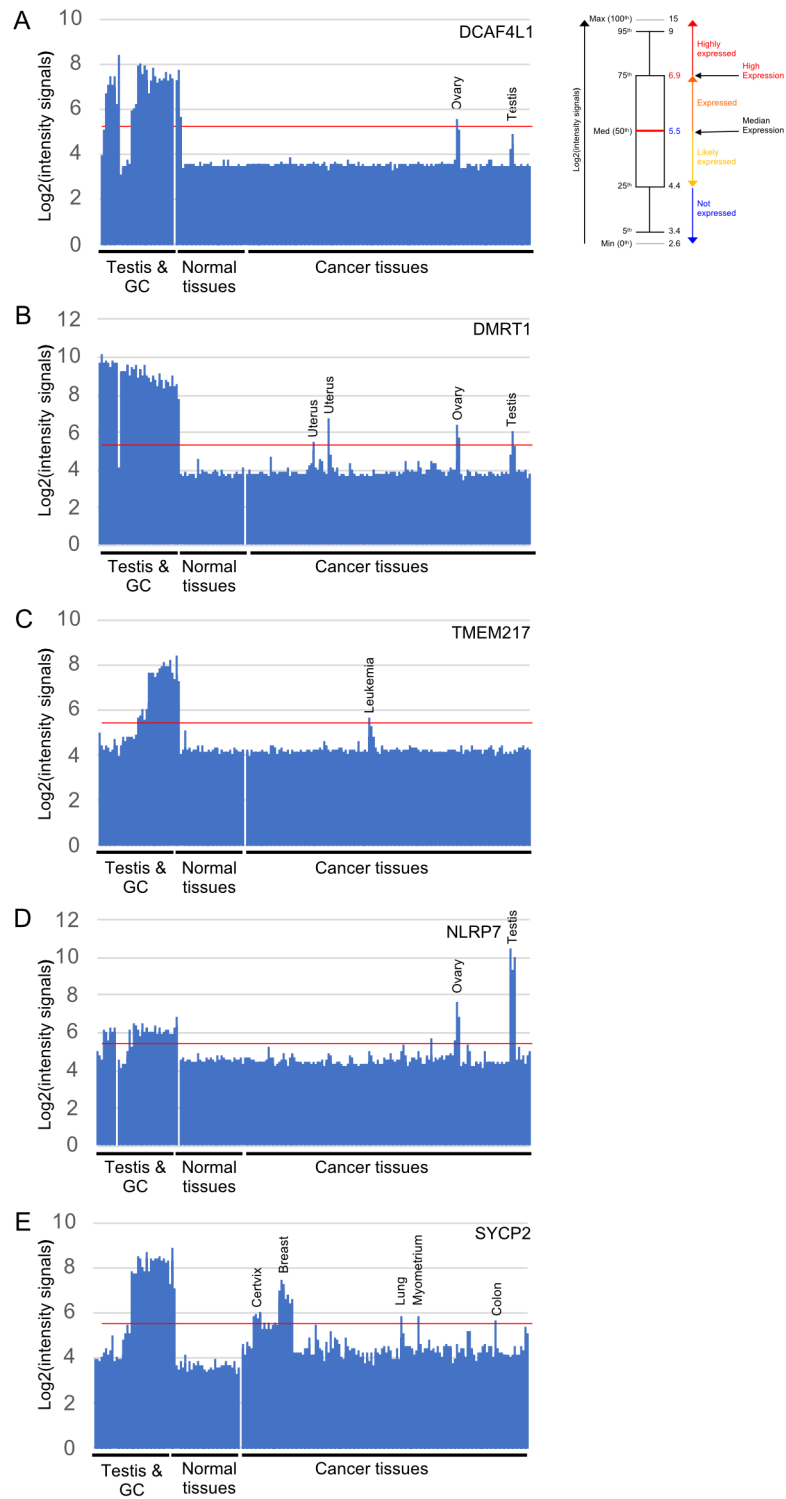 A
DCAF4L1
Log2(intensity signals)
10
8
6
4
2
0
Ovary
Testis
Testis & GC
Normal tissues
Cancer tissues
Log2(intensity signals)
Max (100th)
95th
75th
Med (50th)
25th
5th
Min (0th)
15
9
6.9
5.5
4.4
3.4
2.6
Highly expressed
Expressed
Likely expressed
Not expressed
High Expression
Median Expression
B
DMRT1
Log2(intensity signals)
12
10
8
6
4
2
0
Uterus
Uterus
Ovary
Testis
Testis & GC
Normal tissues
Cancer tissues
C
TMEM217
Log2(intensity signals)
10
8
6
4
2
0
Leukemia
Testis & GC
Normal tissues
Cancer tissues
D
NLRP7
Log2(intensity signals)
12
10
8
6
4
2
0
Ovary
Testis
Testis & GC
Normal tissues
Cancer tissues
E
SYCP2
Log2(intensity signals)
10
8
6
4
2
0
Certvix
Breast
Lung
Myometrium
Colon
Testis & GC
Normal tissues
Cancer tissues